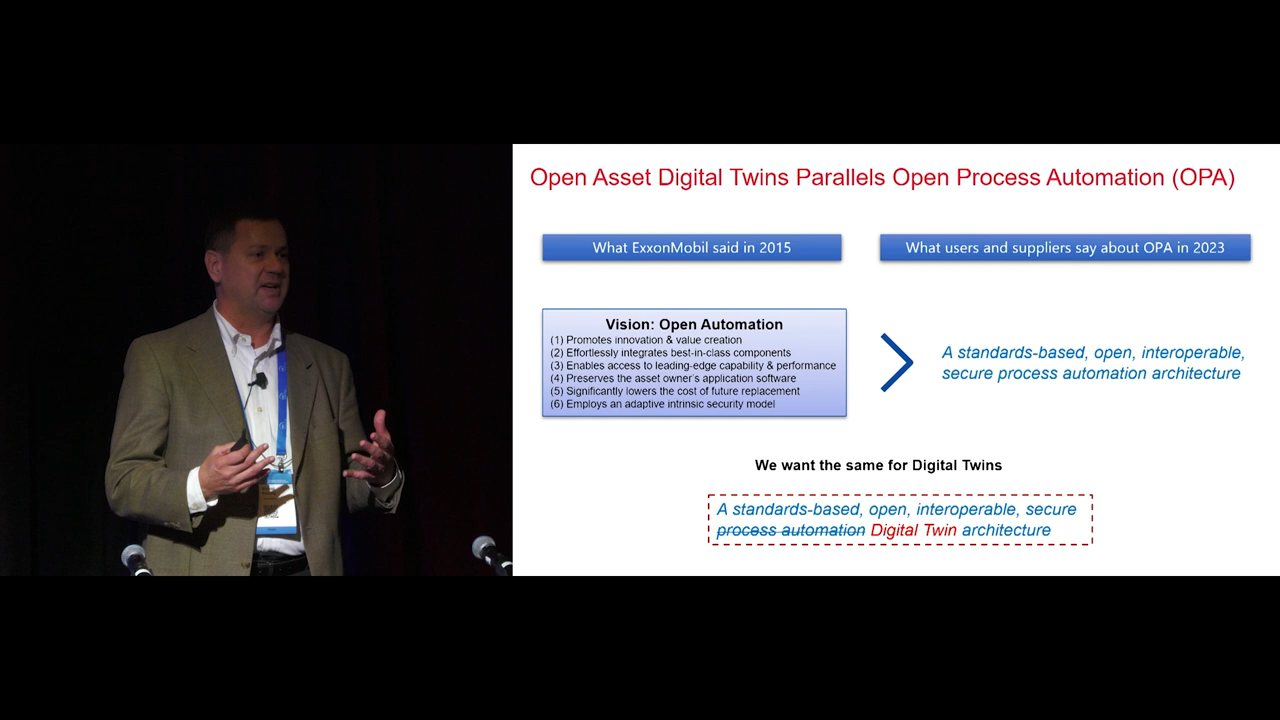 Open Asset Digital Twins Parallels Open Process Automation (OPA)
What ExxonMobil said in 2015
What users and suppliers say about OPA in 2023
Vision: Open Automation
(1) Promotes innovation & value creation
(2) Effortlessly integrates best-in-class components
(3) Enables access to leading-edge capability & performance
(4) Preserves the asset owner's application software
(5) Significantly lowers the cost of future replacement
(6) Employs an adaptive intrinsic security model
A standards-based, open, interoperable,
secure process automation architecture
We want the same for Digital Twins
A standards-based, open, interoperable, secure
process automation Digital Twin architecture